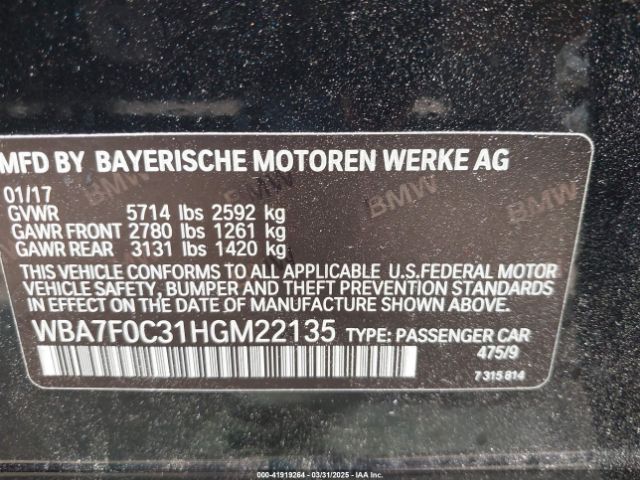 MFD BY BAYERISCHE MOTOREN WERKE AG
01/17
GVWR 5714 lbs 2592 kg
GAWR FRONT 2780 lbs 1261 kg
GAWR REAR 3131 lbs 1420 kg
THIS VEHICLE CONFORMS TO ALL APPLICABLE U.S.FEDERAL MOTOR
VEHICLE SAFETY, BUMPER AND THEFT PREVENTION STANDARDS
IN EFFECT ON THE DATE OF MANUFACTURE SHOWN ABOVE.
WBA7F0C31HGM22135 TYPE: PASSENGER CAR
475/9
7 315 814
BMW
BMW
BMW
BMW
000-41919264 - 03/31/2025 - IAA Inc.